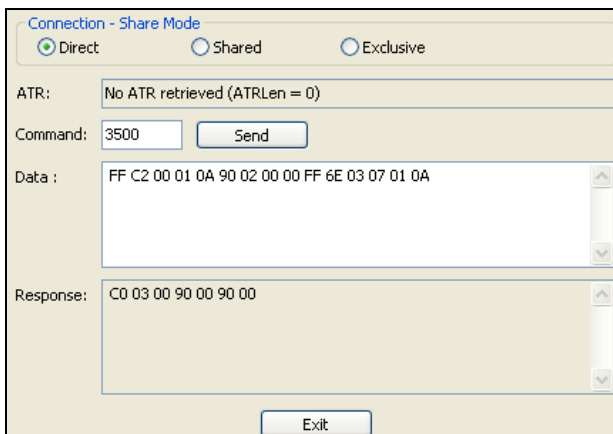 Connection - Share Mode
Direct Shared Exclusive
ATR: No ATR retrieved (ATRLen = 0)
Command: 3500 Send
Data : FF C2 00 01 0A 90 02 00 00 FF 6E 03 07 01 0A
Response: C0 03 00 90 00 90 00
Exit